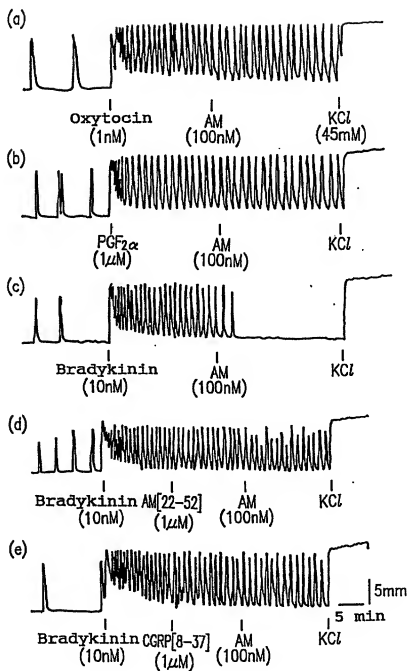 (a)
Oxytocin AM KCl
(1nM) (100nM) (45mM)
(b)
PGF2α AM KCl
(1μM) (100nM)
(c)
Bradykinin AM KCl
(10nM) (100nM)
(d)
Bradykinin AM[22-52] AM KCl
(10nM) (1μM) (100nM)
(e)
5mm
5 min
Bradykinin CGRP[8-37] AM KCl
(10nM) (1μM) (100nM)